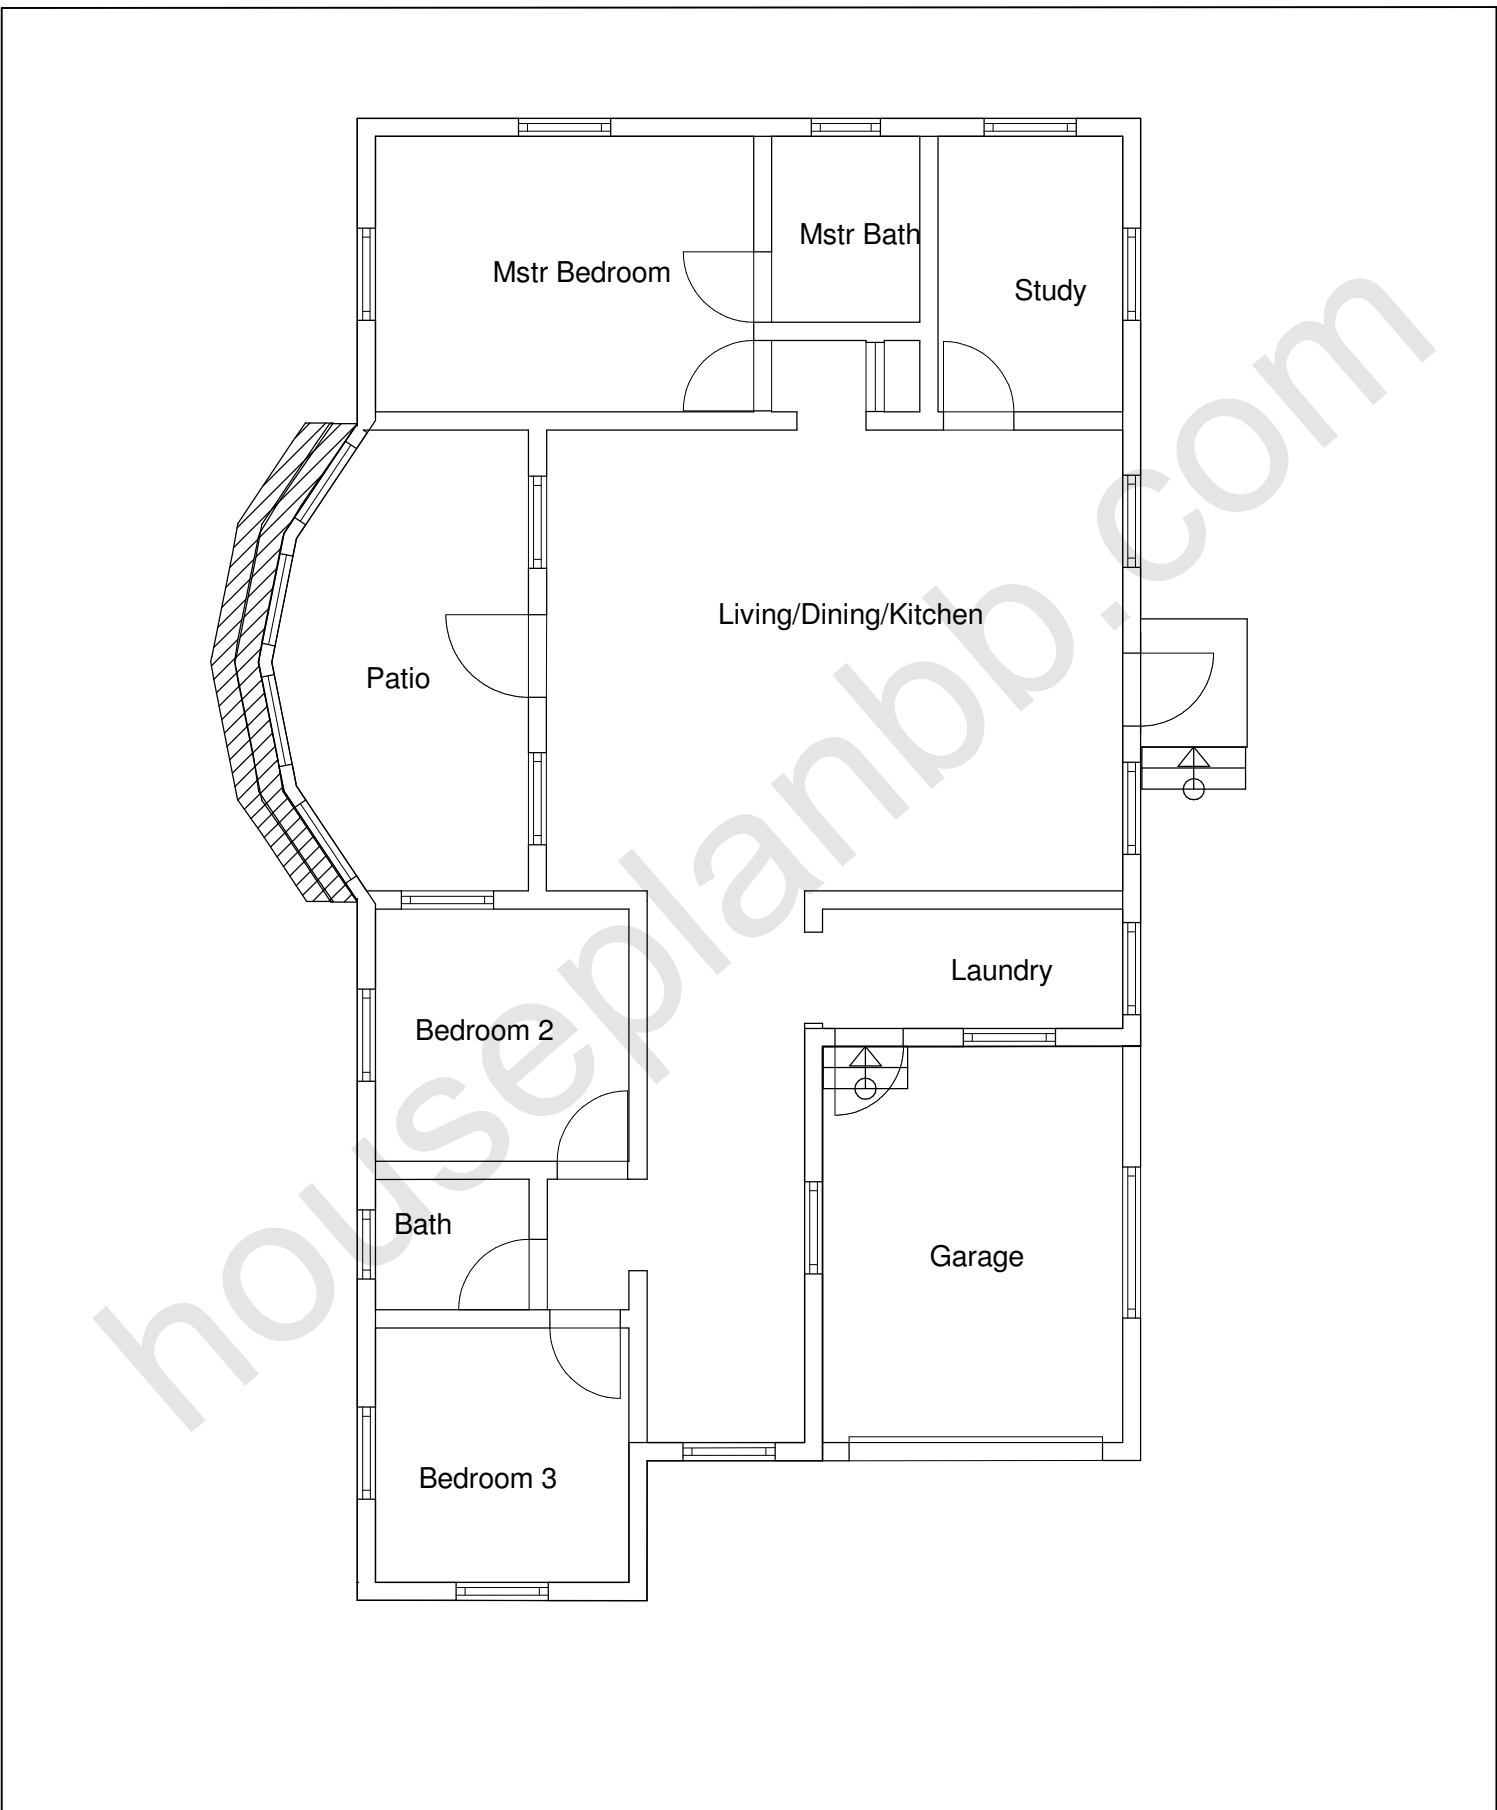 Mstr Bath
Mstr Bedroom
Study
Living/Dining/Kitchen
Patio
Laundry
Bedroom 2
Bath
Garage
Bedroom 3
houseplanbb.com